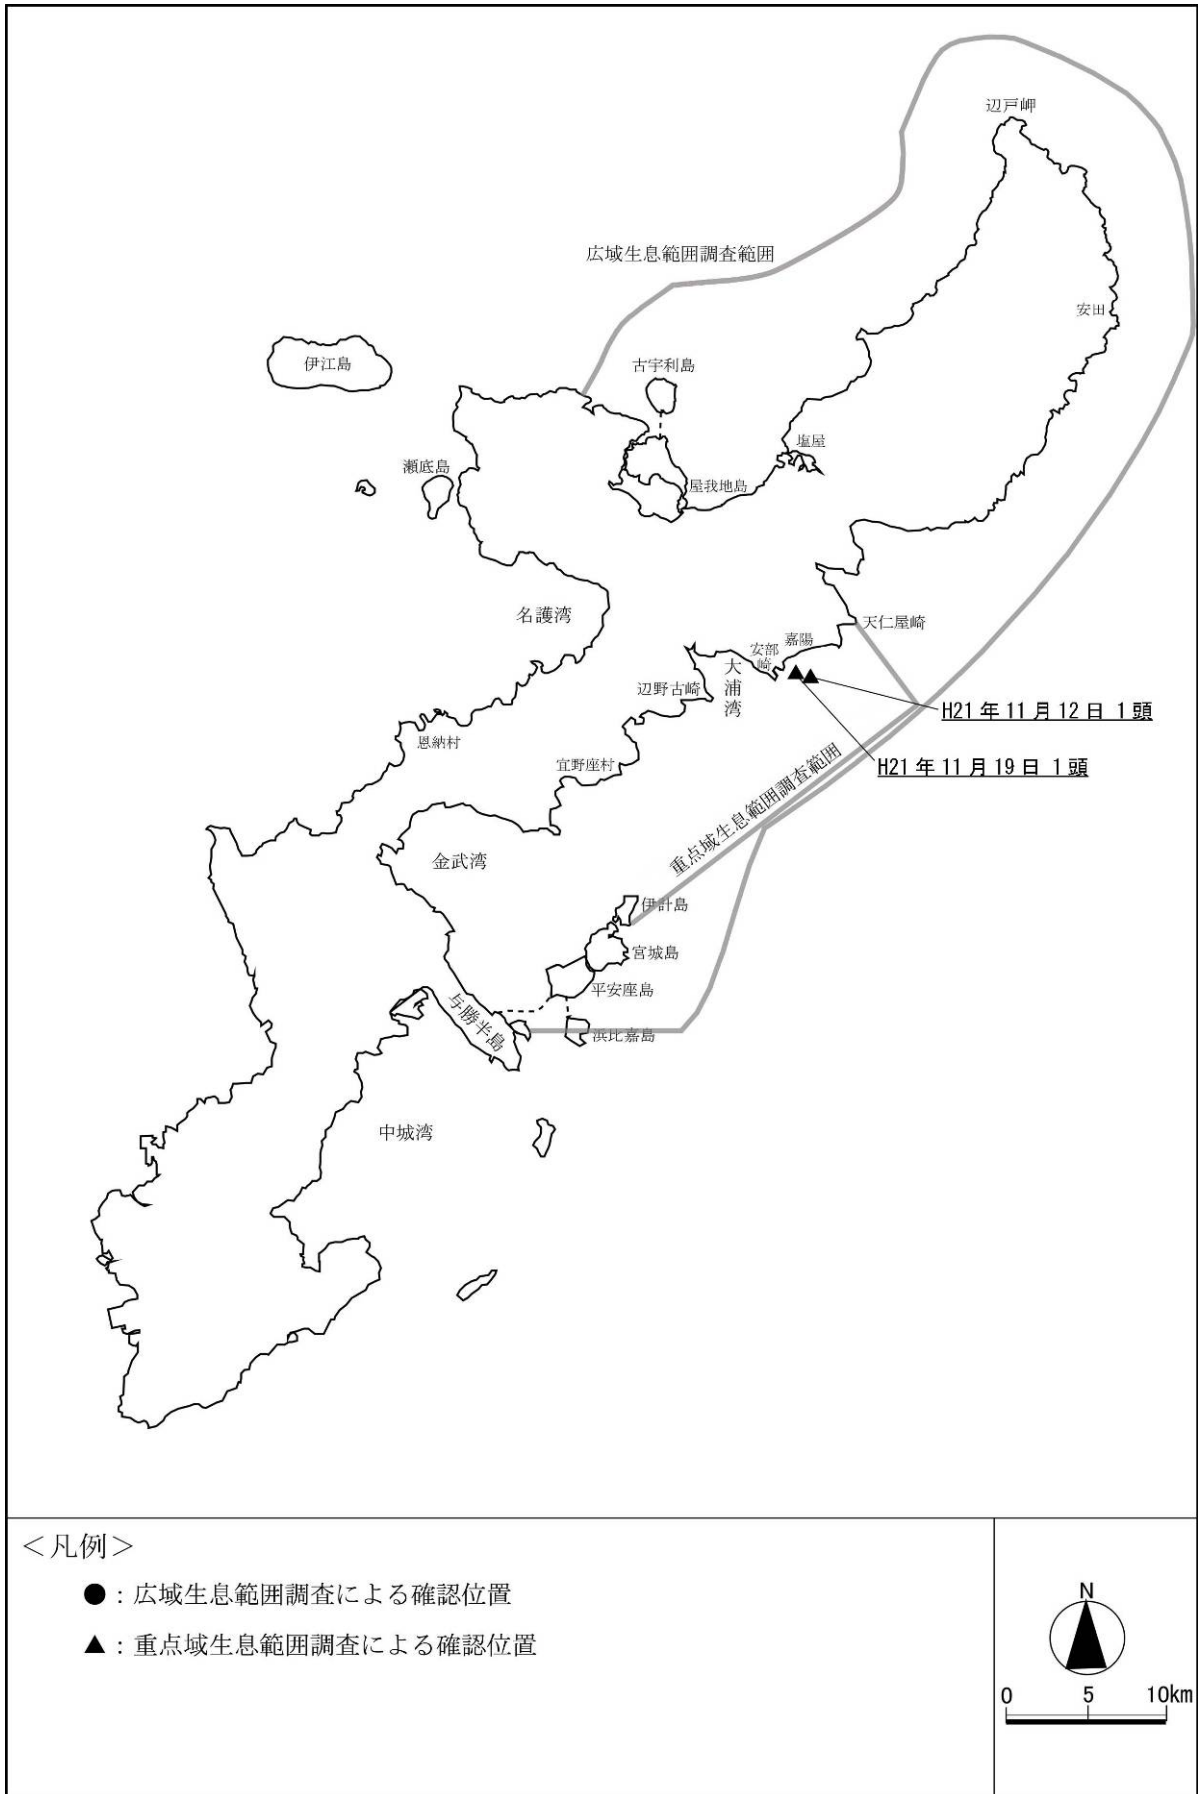 辺戸岬
広域生息範囲調査範囲
安田
伊江島
古宇利島
塩屋
瀬底島
屋我地島
名護湾
天仁屋崎
嘉陽
安部
崎
大浦湾
辺野古崎
H21年11月12日 1頭
恩納村
宜野座村
H21年11月19日 1頭
重点域生息範囲調査範囲
金武湾
伊計島
宮城島
平安座島
与勝半島
浜比嘉島
中城湾
＜凡例＞
●：広域生息範囲調査による確認位置
▲：重点域生息範囲調査による確認位置
N
0 5 10km